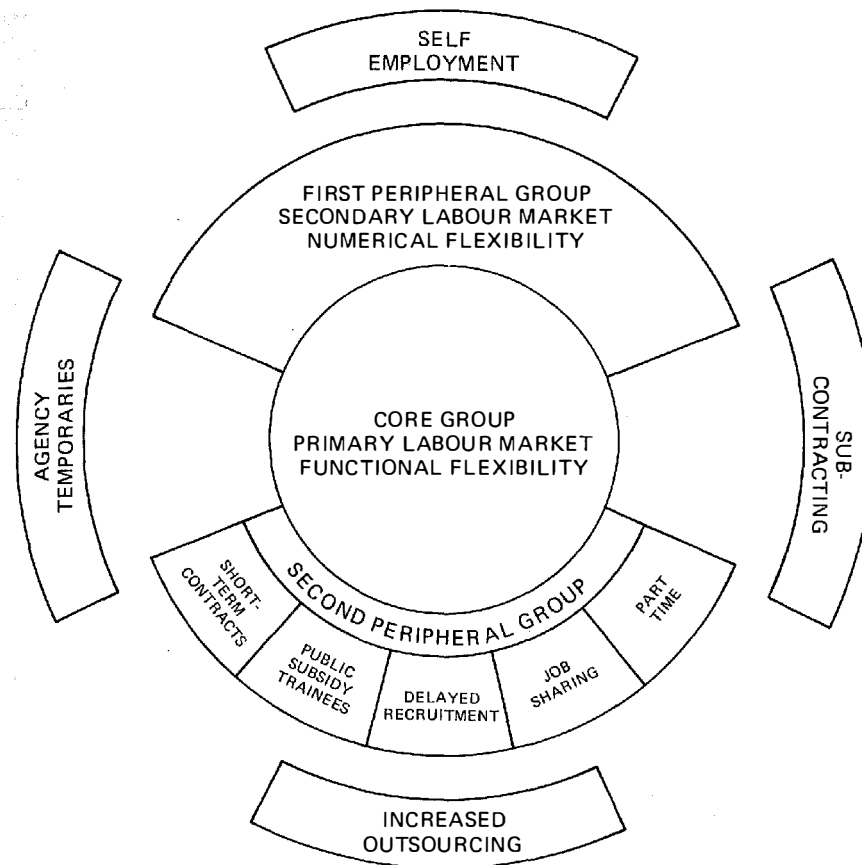 SELF
EMPLOYMENT
FIRST PERIPHERAL GROUP
SECONDARY LABOUR MARKET
NUMERICAL FLEXIBILITY
AGENCY
TEMPORARIES
CORE GROUP
PRIMARY LABOUR MARKET
FUNCTIONAL FLEXIBILITY
SUB-
CONTRACTING
SECOND PERIPHERAL GROUP
SHORT-
TERM
CONTRACTS
PUBLIC
SUBSIDY
TRAINEES
DELAYED
RECRUITMENT
JOB
SHARING
PART
TIME
INCREASED
OUTSOURCING